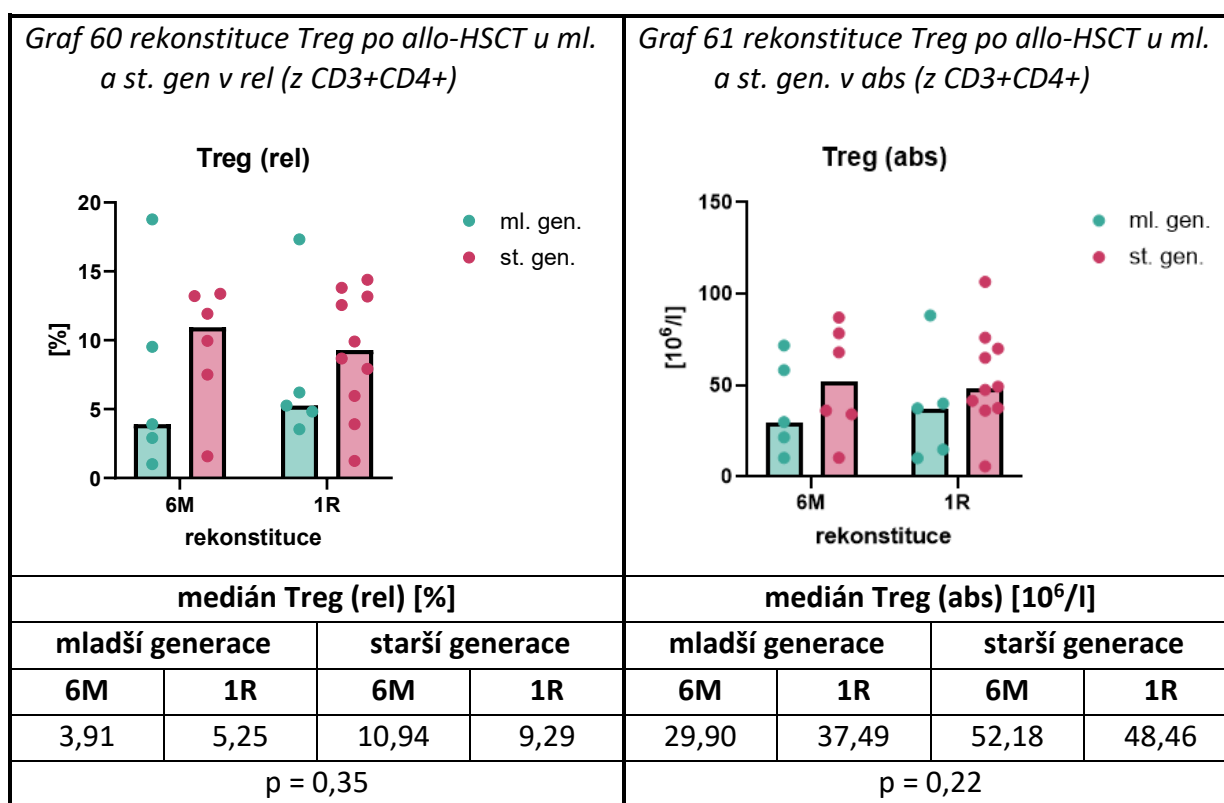 Graf 60 rekonstituce Treg po allo-HSCT u ml.
a st. gen v rel (z CD3+CD4+)
Treg (rel)
20
15
10
5
0
[%]
ml. gen.
st. gen.
6M
1R
rekonstituce
Graf 61 rekonstituce Treg po allo-HSCT u ml.
a st. gen. v abs (z CD3+CD4+)
Treg (abs)
150
100
50
0
[10⁶/l]
ml. gen.
st. gen.
6M
1R
rekonstituce
medián Treg (rel) [%]
medián Treg (abs) [10⁶/l]
mladší generace
starší generace
mladší generace
starší generace
6M 1R 6M 1R 6M 1R 6M 1R
3,91 5,25 10,94 9,29 29,90 37,49 52,18 48,46
p = 0,35
p = 0,22